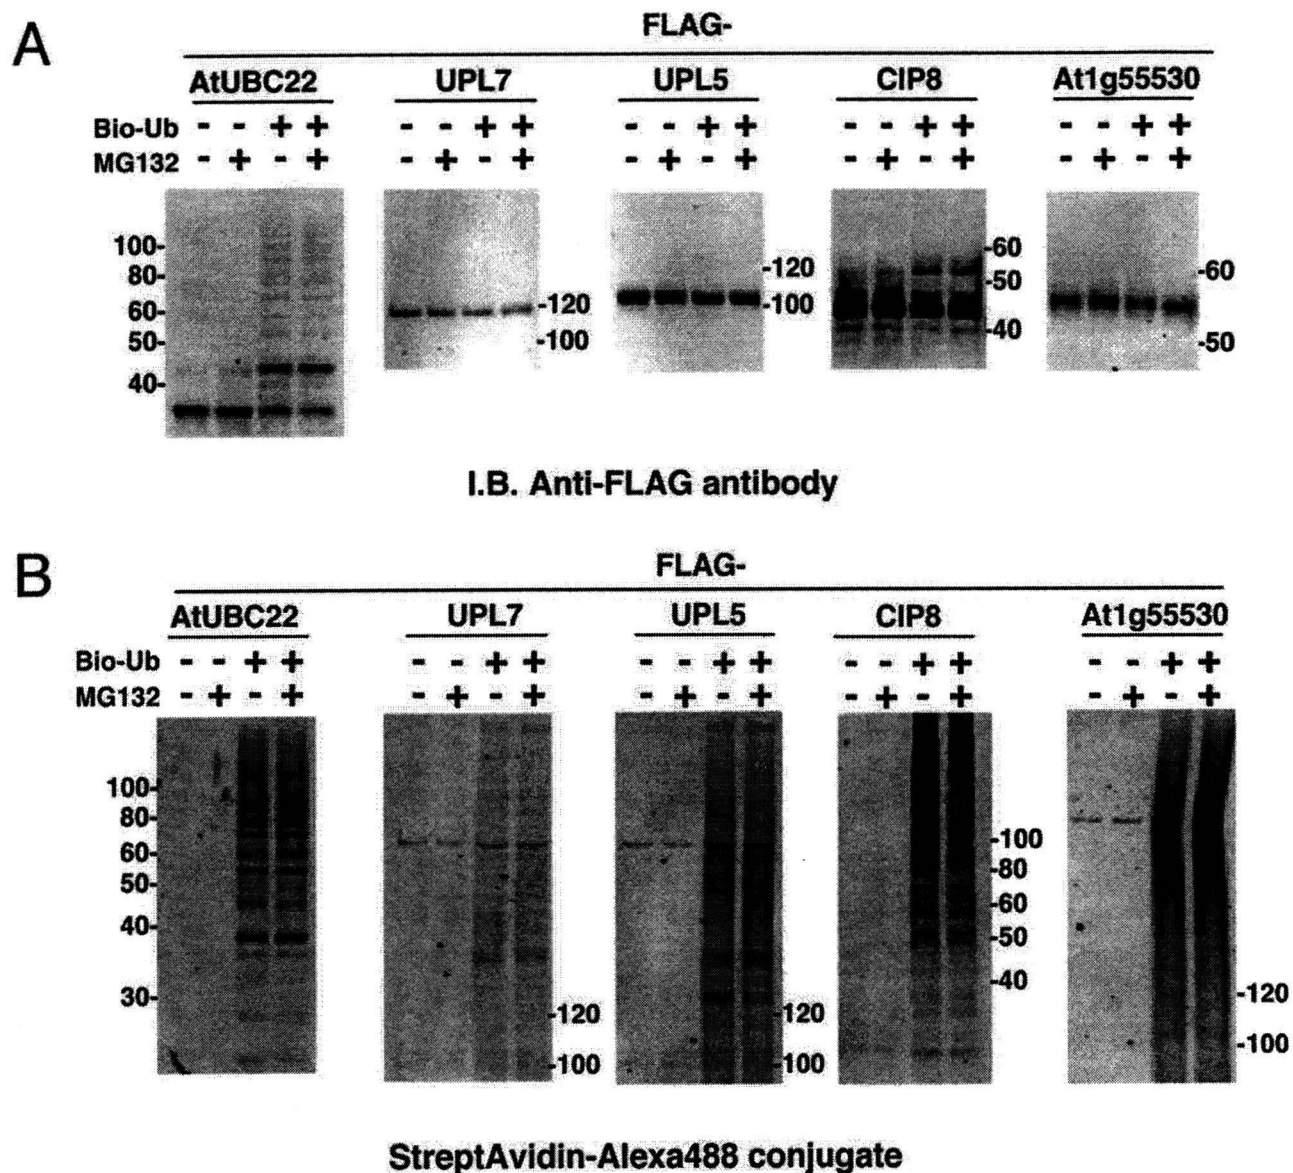 A
FLAG-
AtUBC22 UPL7 UPL5 CIP8 At1g55530
Bio-Ub - - + + - - + + - - + + - - + + - - + +
MG132 - + - + - + - + - + - + - + - + - + - +
100- 80- 60- 50- 40-
-120 -100
-120 -100
-60 -50 -40
-60 -50
I.B. Anti-FLAG antibody
B
FLAG-
AtUBC22 UPL7 UPL5 CIP8 At1g55530
Bio-Ub - - + + - - + + - - + + - - + + - - + +
MG132 - + - + - + - + - + - + - + - + - + - +
100- 80- 60- 50- 40- 30-
-120 -100
-120 -100
-100 -80 -60 -50 -40
-120 -100
StreptAvidin-Alexa488 conjugate